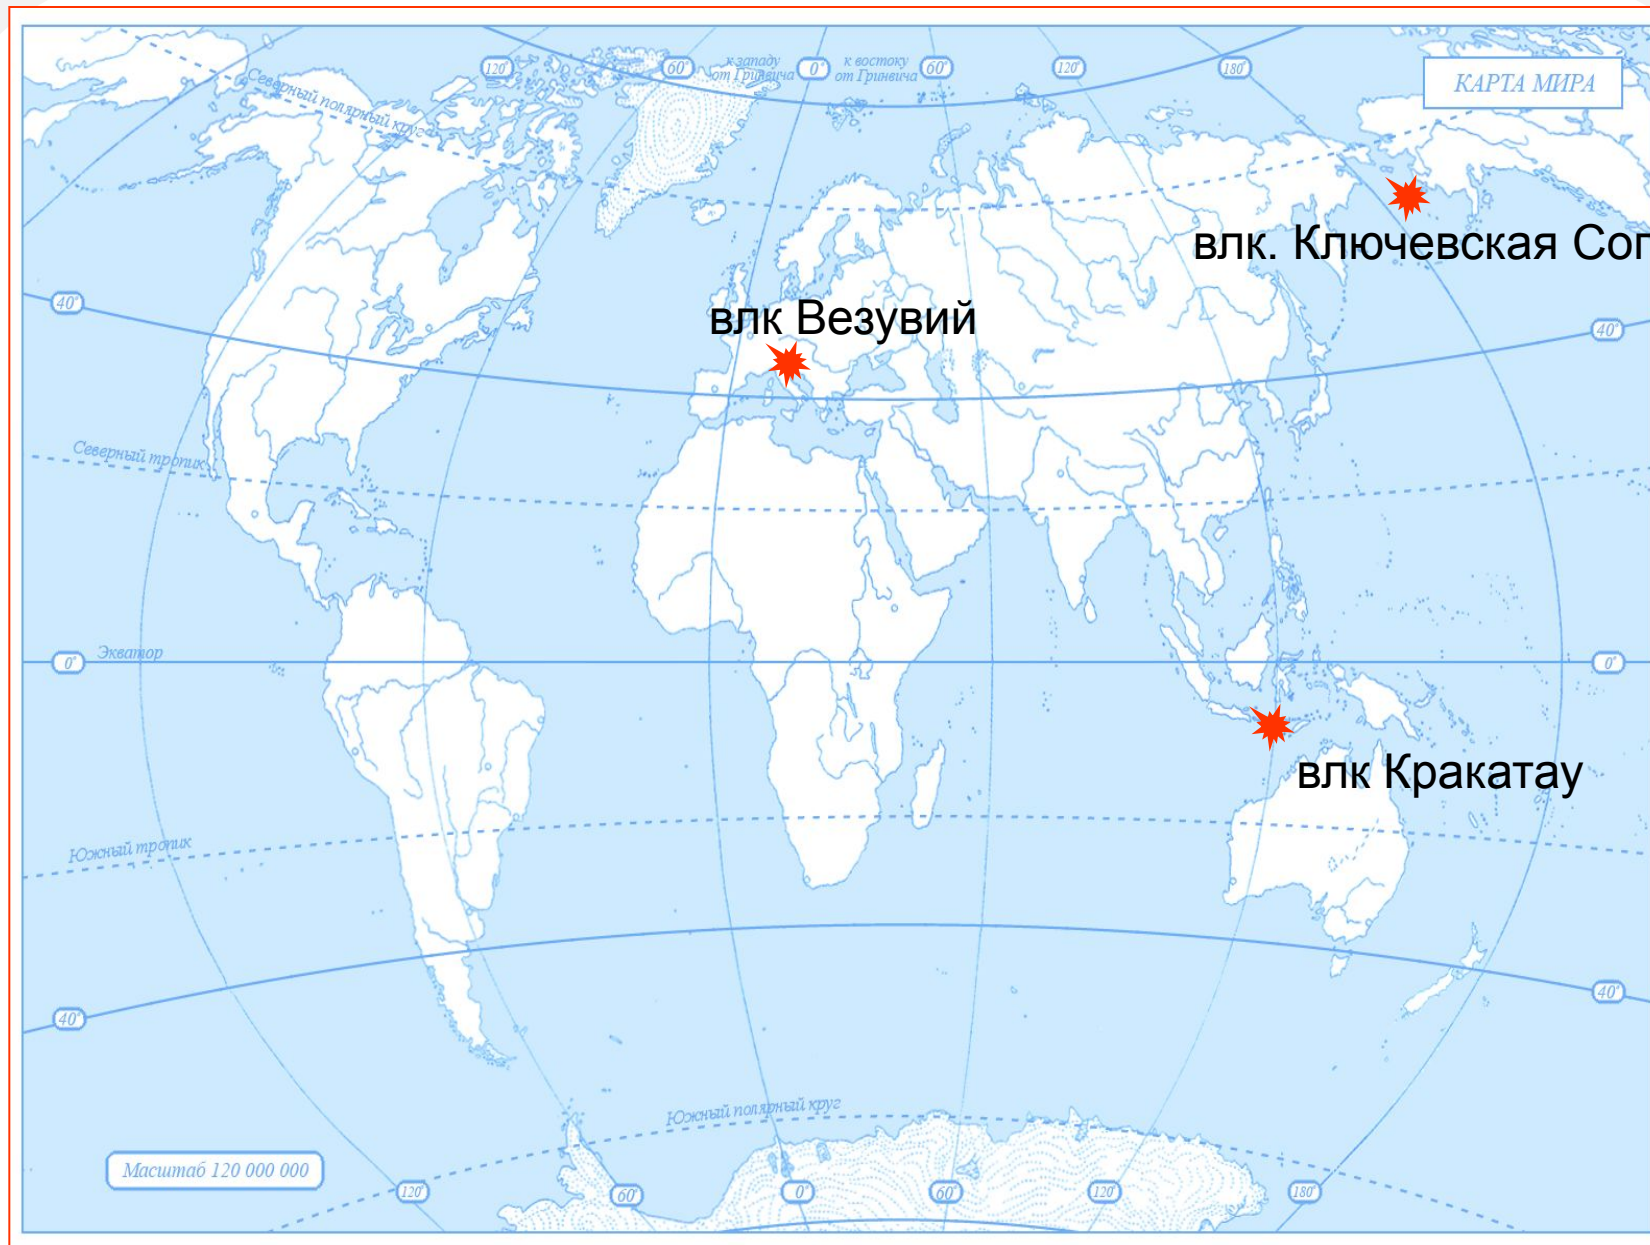 120°
60°
к западу
от Гринвича
0°
к востоку
от Гринвича
60°
120°
180°
КАРТА МИРА
Северный полярный круг
влк. Ключевская Соп
40°
влк Везувий
40°
Северный тропик
0°
Экватор
0°
влк Кракатау
Южный тропик
40°
40°
Южный полярный круг
Масштаб 120 000 000
120°
60°
0°
60°
120°
180°